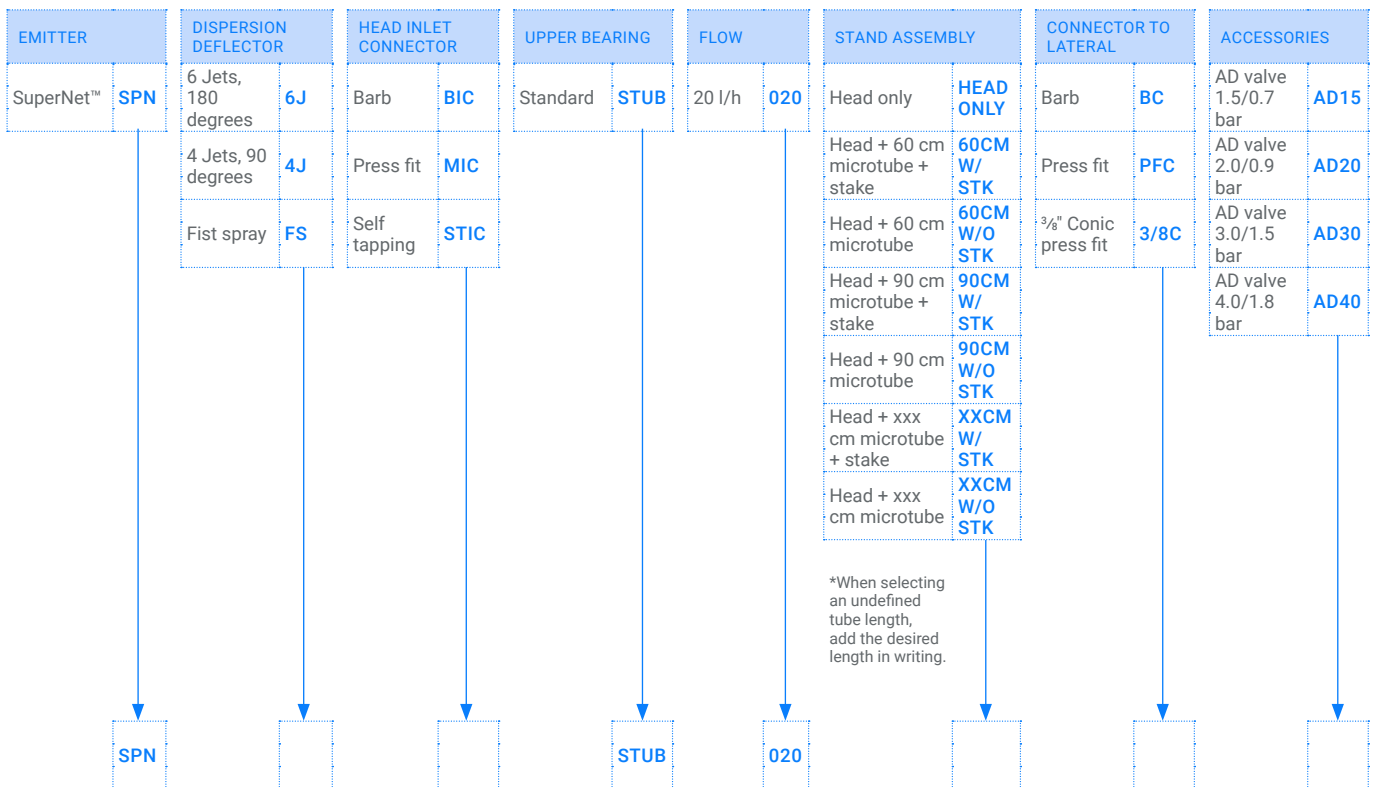 EMITTER
SuperNet™ SPN
DISPERSION
DEFLECTOR
6 Jets,
180
degrees
6J
4 Jets, 90
degrees
4J
Fist spray FS
HEAD INLET
CONNECTOR
Barb BIC
Press fit MIC
Self
tapping
STIC
UPPER BEARING
Standard STUB
FLOW
20 l/h 020
STAND ASSEMBLY
Head only
HEAD
ONLY
Head + 60 cm
microtube +
stake
60CM
W/
STK
Head + 60 cm
microtube
60CM
W/O
STK
Head + 90 cm
microtube +
stake
90CM
W/
STK
Head + 90 cm
microtube
90CM
W/O
STK
Head + xxx
cm microtube
+ stake
XXCM
W/
STK
Head + xxx
cm microtube
XXCM
W/O
STK
*When selecting
an undefined
tube length,
add the desired
length in writing.
CONNECTOR TO
LATERAL
Barb BC
Press fit PFC
⅜" Conic
press fit
3/8C
ACCESSORIES
AD valve
1.5/0.7
bar
AD15
AD valve
2.0/0.9
bar
AD20
AD valve
3.0/1.5
bar
AD30
AD valve
4.0/1.8
bar
AD40
SPN STUB 020